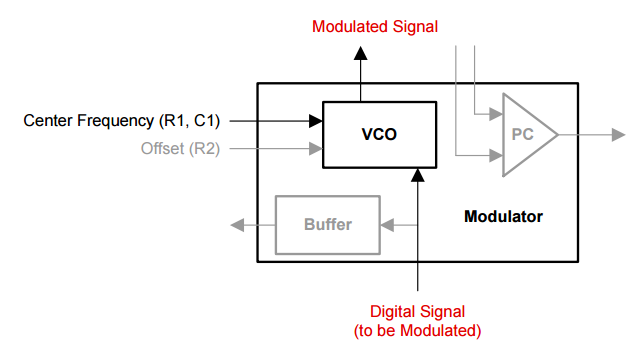 Modulated Signal
Center Frequency (R1, C1)
Offset (R2)
VCO
PC
Buffer
Modulator
Digital Signal
(to be Modulated)